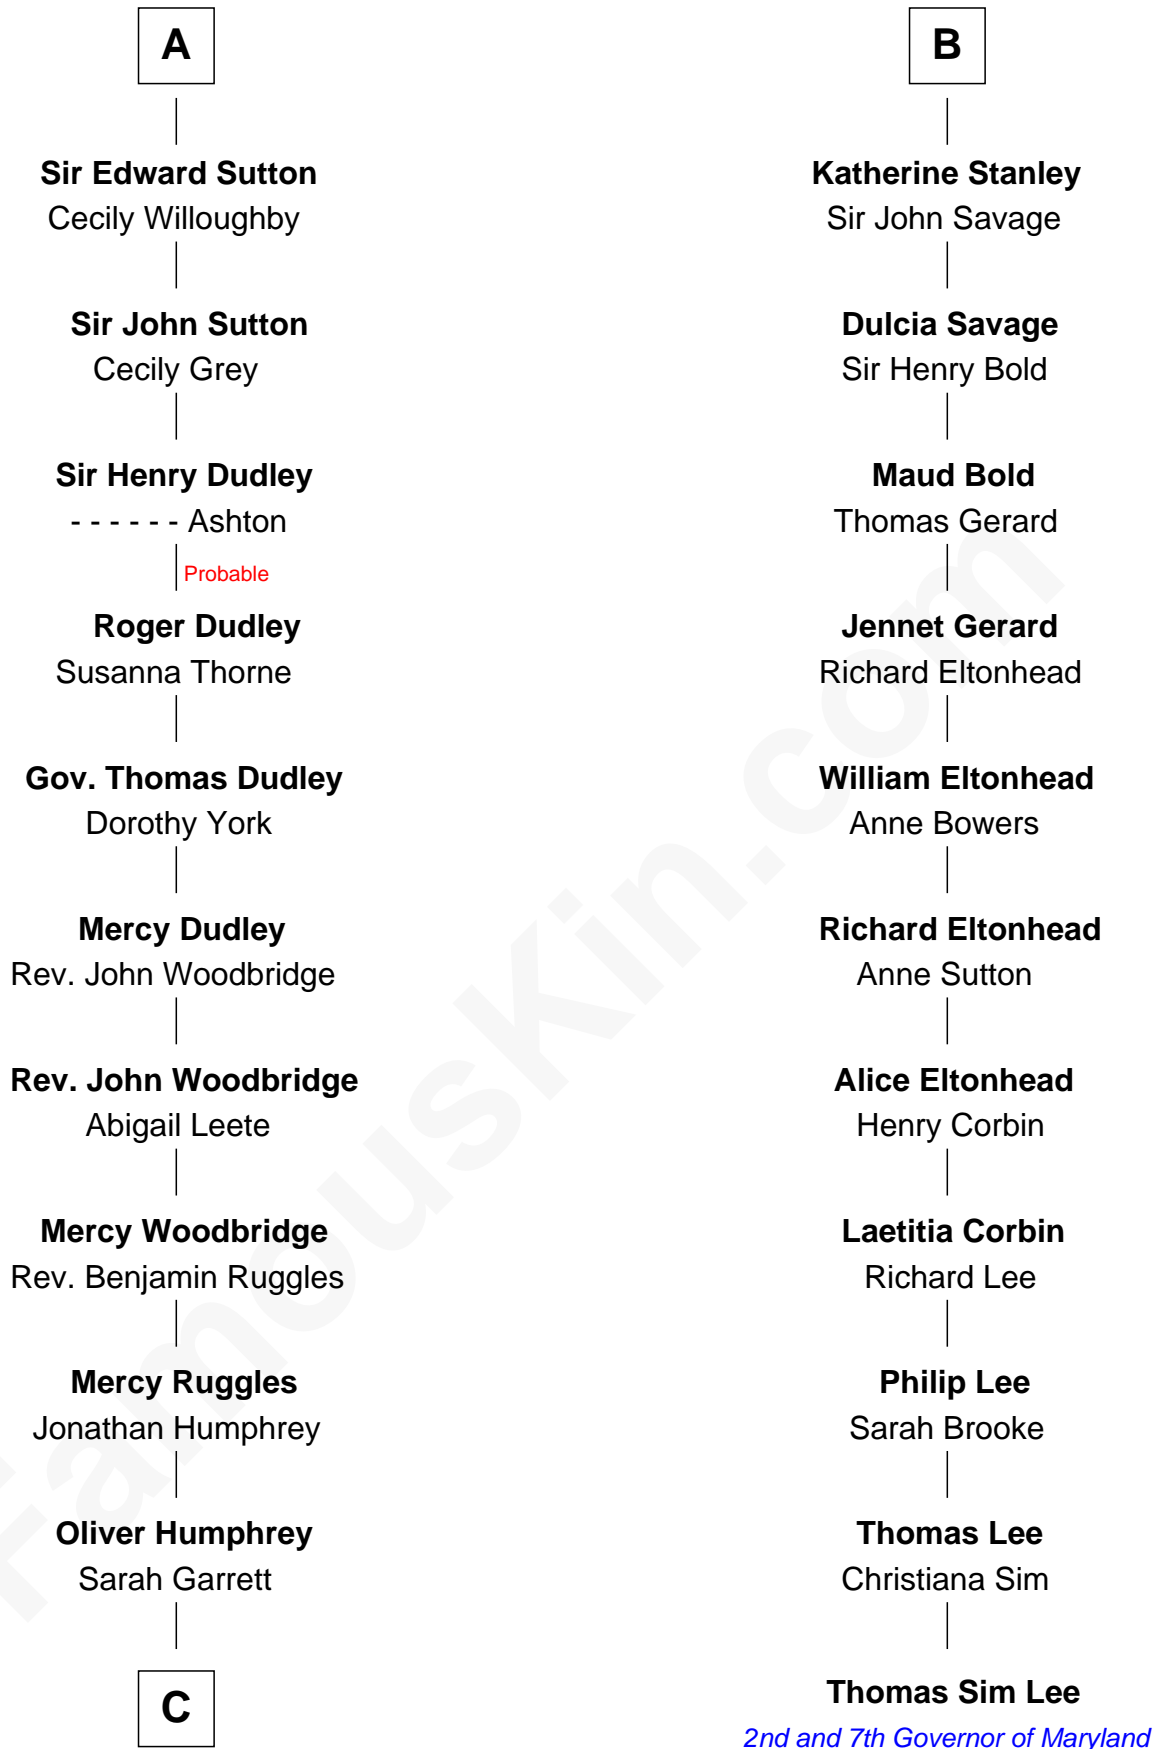 A
Sir Edward Sutton
Cecily Willoughby
Sir John Sutton
Cecily Grey
Sir Henry Dudley
- - - - - - Ashton
Probable
Roger Dudley
Susanna Thorne
Gov. Thomas Dudley
Dorothy York
Mercy Dudley
Rev. John Woodbridge
Rev. John Woodbridge
Abigail Leete
Mercy Woodbridge
Rev. Benjamin Ruggles
Mercy Ruggles
Jonathan Humphrey
Oliver Humphrey
Sarah Garrett
C
B
Katherine Stanley
Sir John Savage
Dulcia Savage
Sir Henry Bold
Maud Bold
Thomas Gerard
Jennet Gerard
Richard Eltonhead
William Eltonhead
Anne Bowers
Richard Eltonhead
Anne Sutton
Alice Eltonhead
Henry Corbin
Laetitia Corbin
Richard Lee
Philip Lee
Sarah Brooke
Thomas Lee
Christiana Sim
Thomas Sim Lee
2nd and 7th Governor of Maryland
FamousKin.com